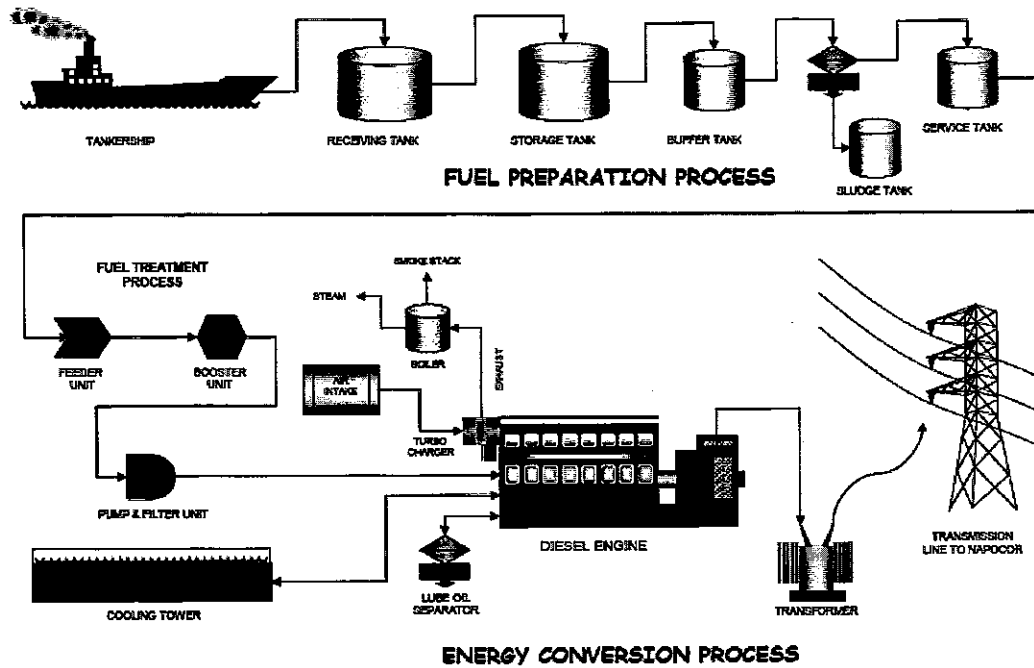 TANKERSHIP
RECEIVING TANK
STORAGE TANK
BUFFER TANK
SERVICE TANK
SLUDGE TANK
FUEL PREPARATION PROCESS
FUEL TREATMENT
PROCESS
SMOKE STACK
STEAM
BOILER
EXHAUST
FEEDER
UNIT
BOOSTER
UNIT
AIR
INTAKE
TURBO
CHARGER
PUMP & FILTER UNIT
DIESEL ENGINE
TRANSMISSION
LINE TO NAPOCOR
COOLING TOWER
LUBE OIL
SEPARATOR
TRANSFORMER
ENERGY CONVERSION PROCESS